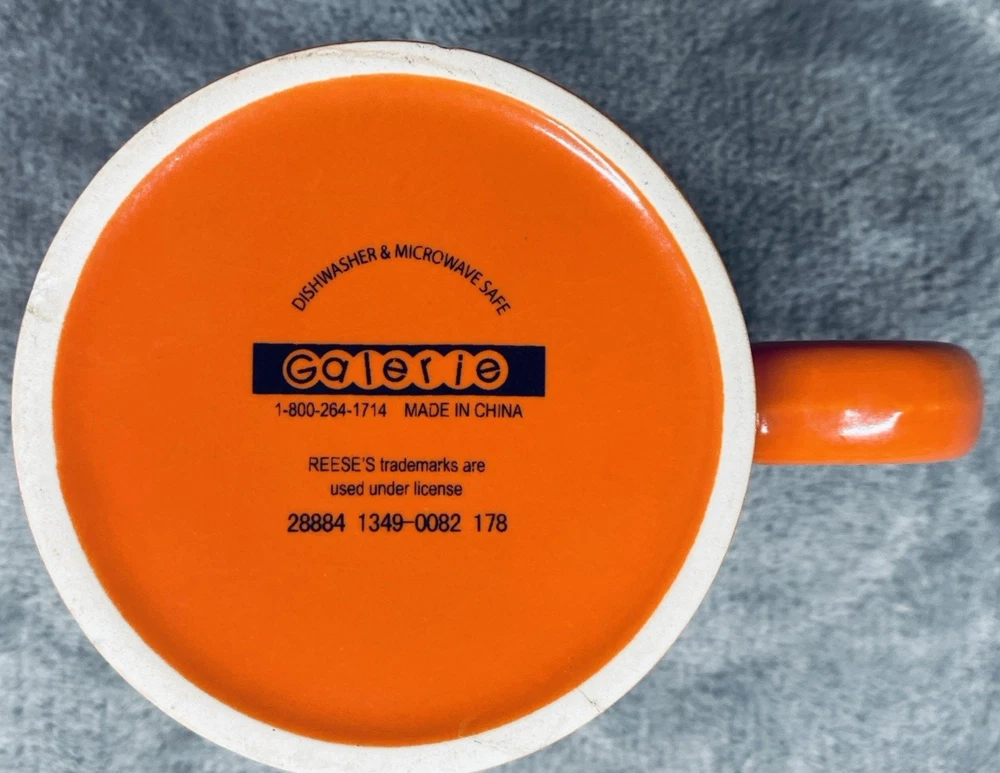 DISHWASHER & MICROWAVE SAFE
Galerie
1-800-264-1714 MADE IN CHINA
REESE'S trademarks are
used under license
28884 1349-0082 178